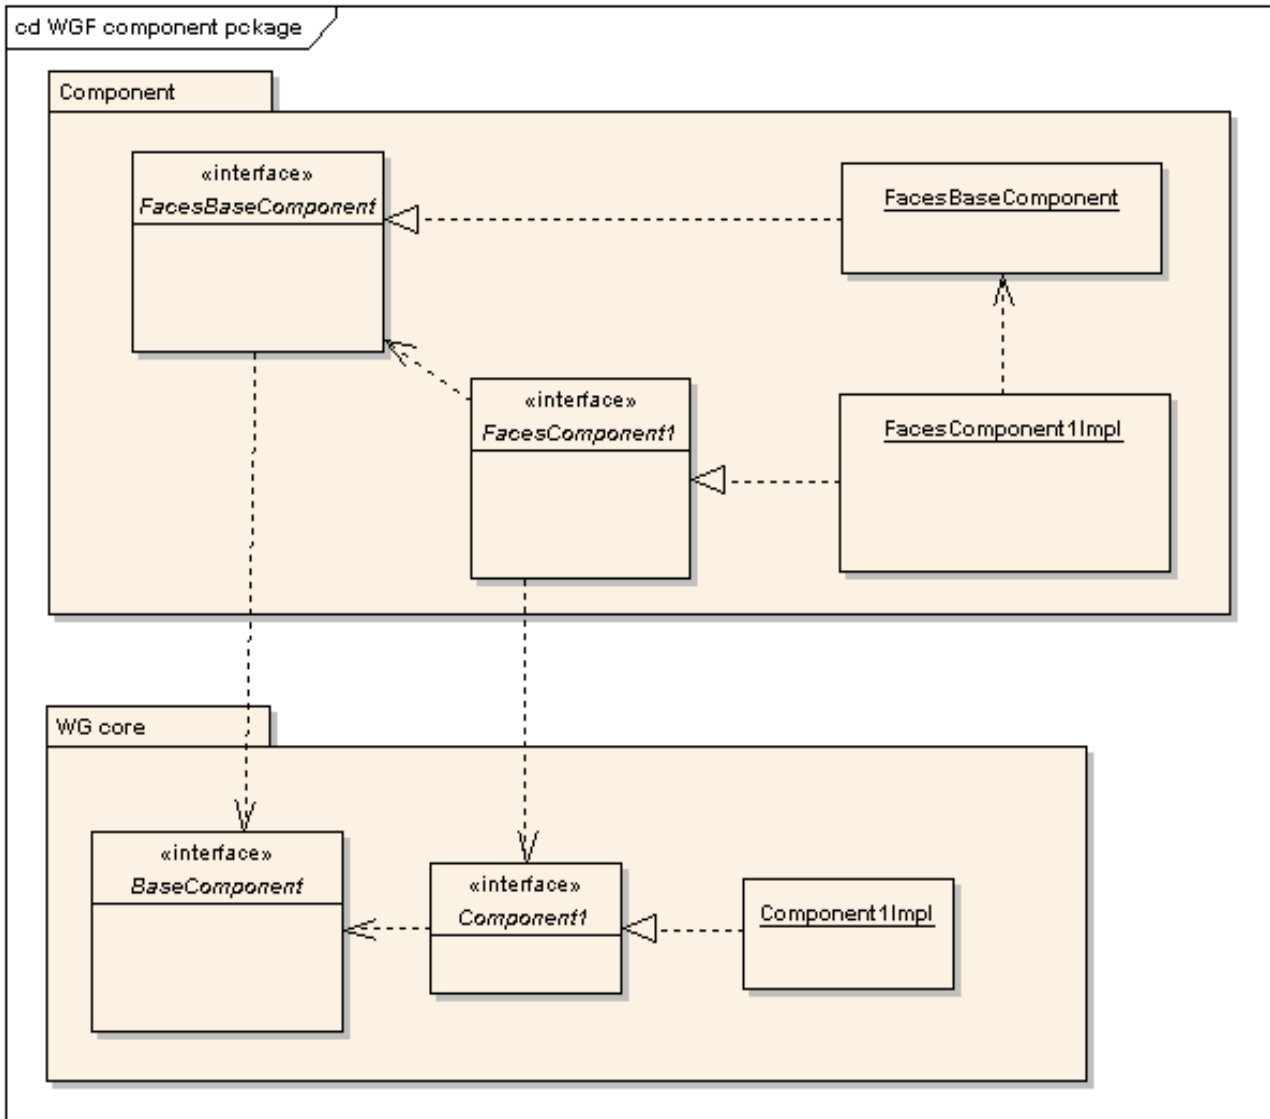 cd WGF component pckage
Component
«interface»
FacesBaseComponent
FacesBaseComponent
«interface»
FacesComponent1
FacesComponent1Impl
WG core
«interface»
BaseComponent
«interface»
Component1
Component1Impl